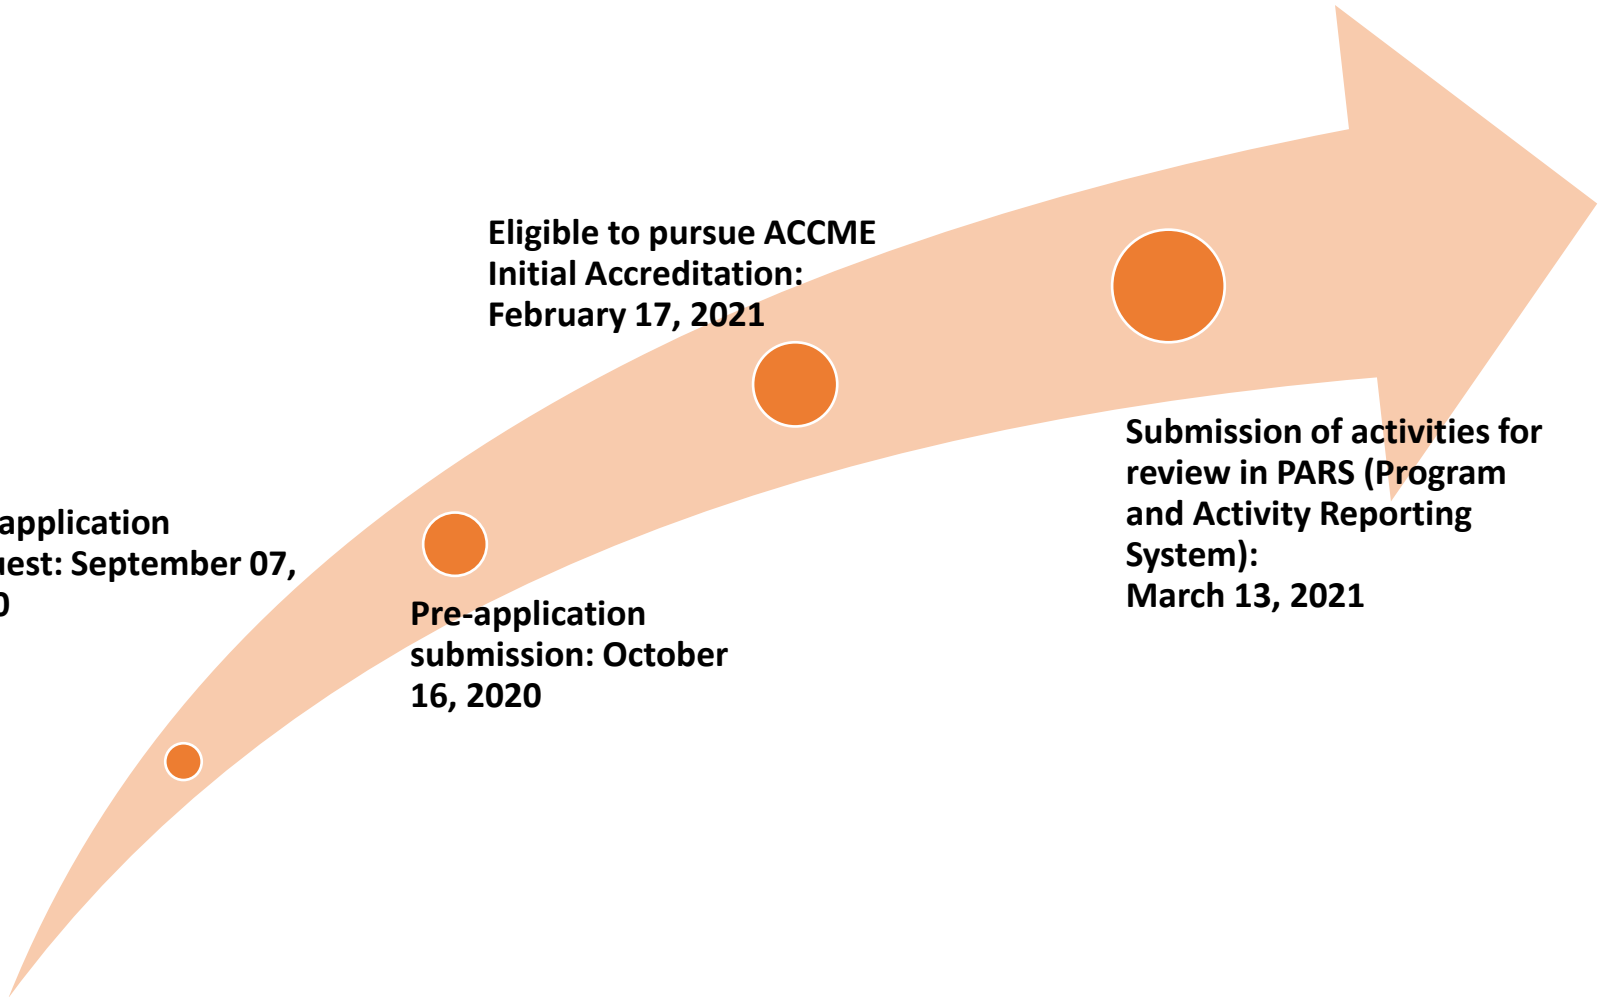 application
September 07,
Pre-application
submission: October
16, 2020
Eligible to pursue ACCME
Initial Accreditation:
February 17, 2021
Submission of activities for
review in PARS (Program
and Activity Reporting
System):
March 13, 2021